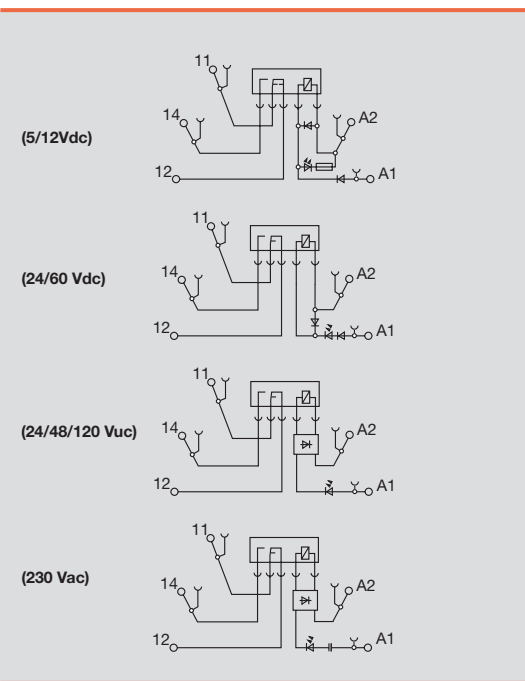 11
14
A2
(5/12Vdc)
12
A1
11
14
A2
(24/60 Vdc)
12
A1
11
14
A2
(24/48/120 Vuc)
12
A1
11
14
A2
(230 Vac)
12
A1